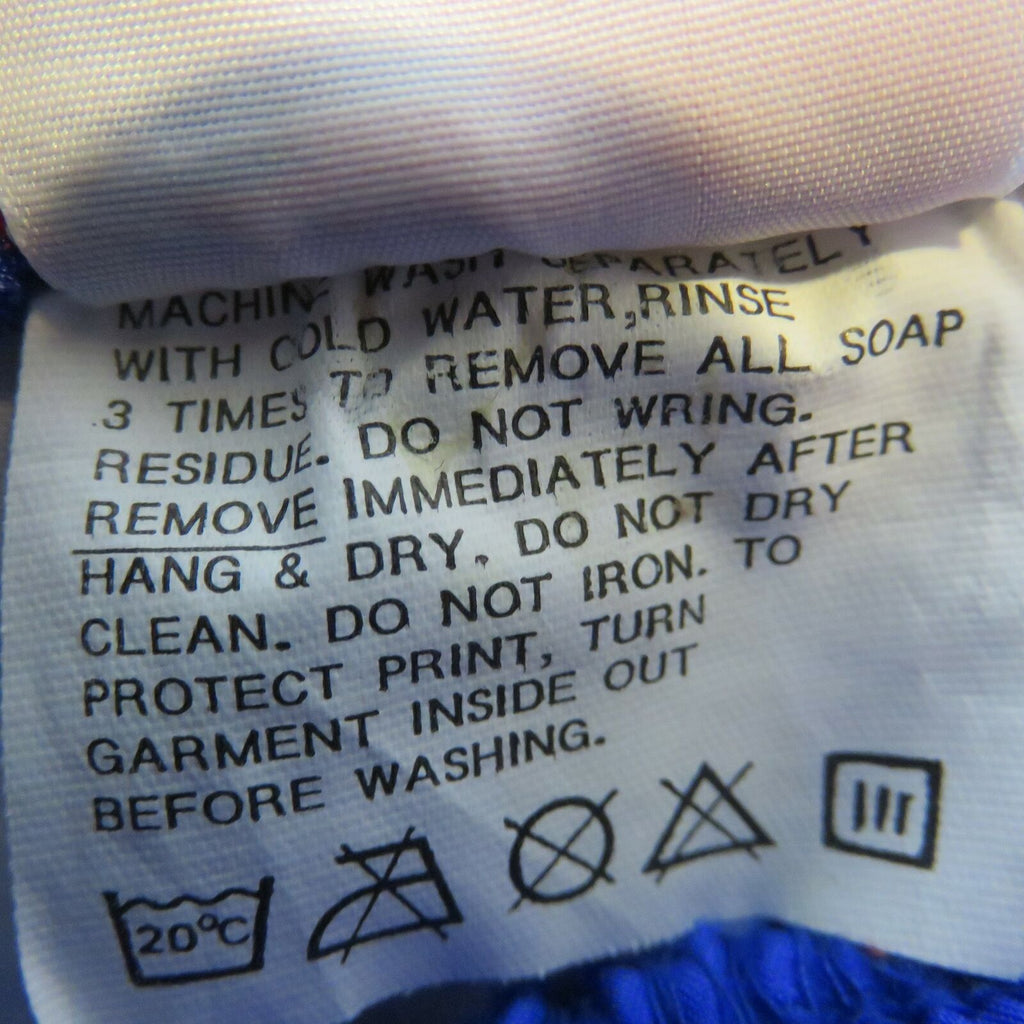 MACHINE WASH SEPARATELY
WITH COLD WATER,RINSE
3 TIMES TO REMOVE ALL SOAP
RESIDUE. DO NOT WRING.
REMOVE IMMEDIATELY AFTER
HANG & DRY. DO NOT DRY
CLEAN. DO NOT IRON. TO
PROTECT PRINT, TURN
GARMENT INSIDE OUT
BEFORE WASHING.
20°C